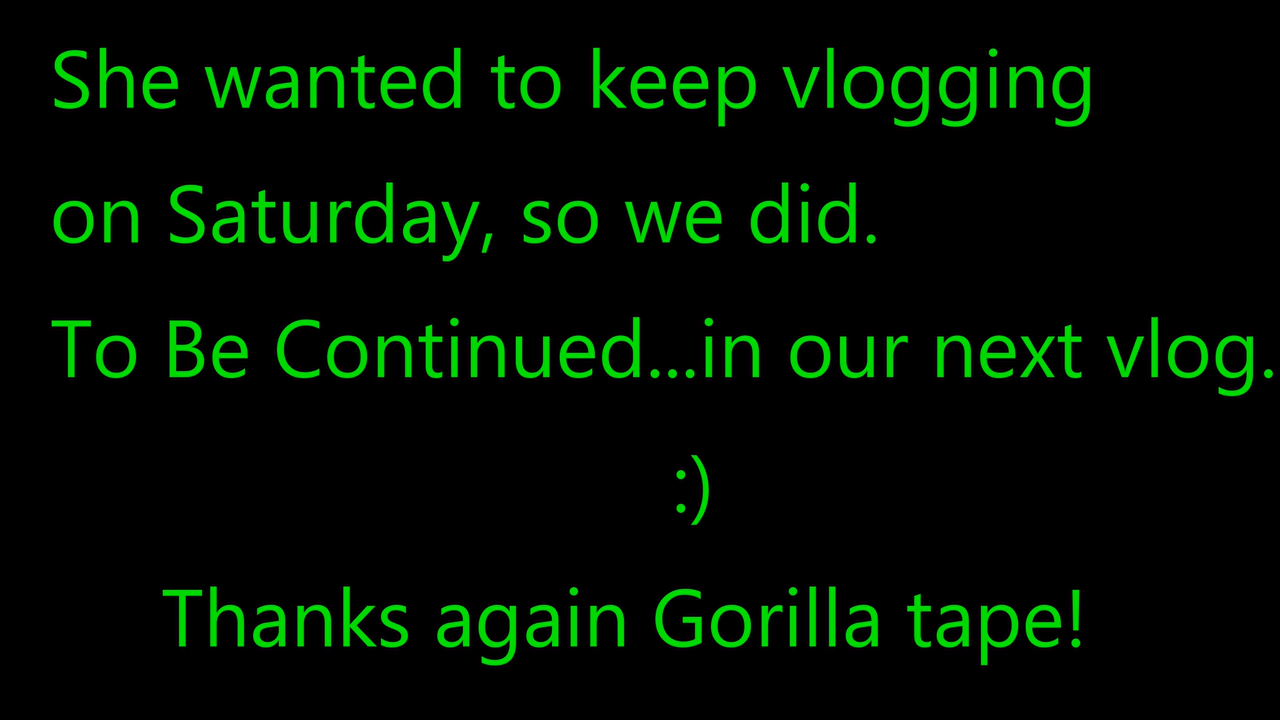 She wanted to keep vlogging
on Saturday, so we did.
To Be Continued...in our next vlog.
:)
Thanks again Gorilla tape!